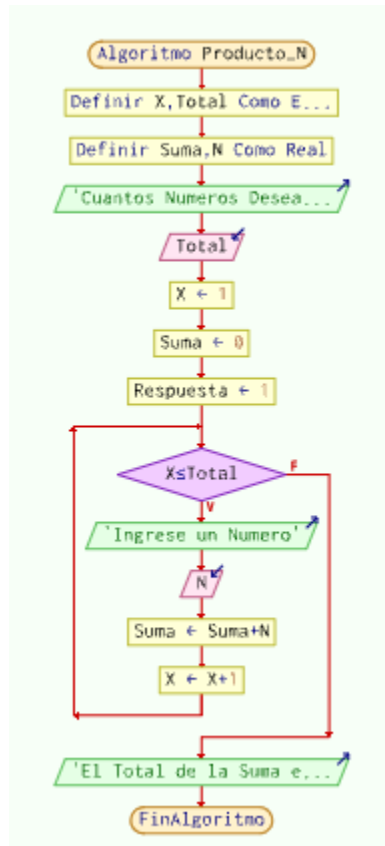 Algoritmo Producto_N
Definir X,Total Como E...
Definir Suma,N Como Real
'Cuantos Numeros Desea...
Total
X ← 1
Suma ← 0
Respuesta ← 1
X≤Total
F
V
'Ingrese un Numero'
N
Suma ← Suma+N
X ← X+1
'El Total de la Suma e...
FinAlgoritmo